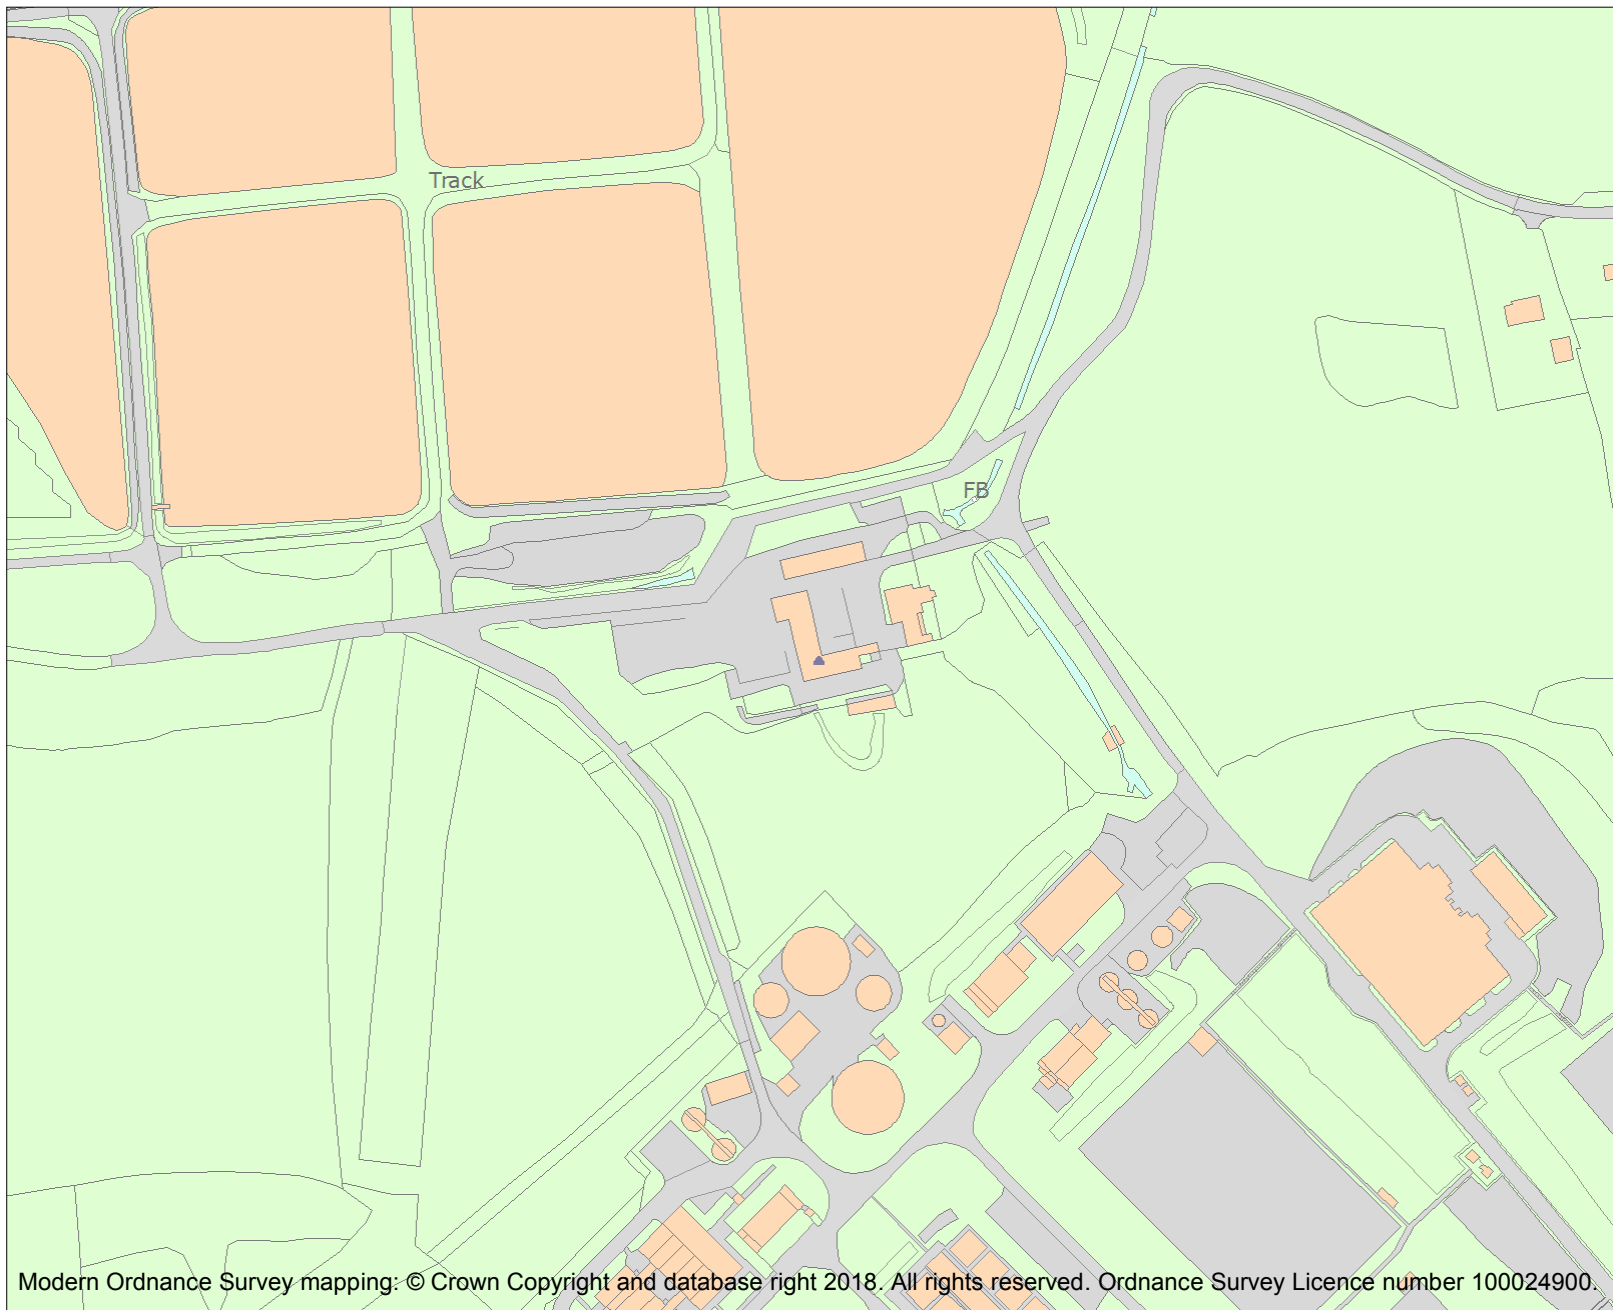 Track
FB
Modern Ordnance Survey mapping: © Crown Copyright and database right 2018. All rights reserved. Ordnance Survey Licence number 100024900.